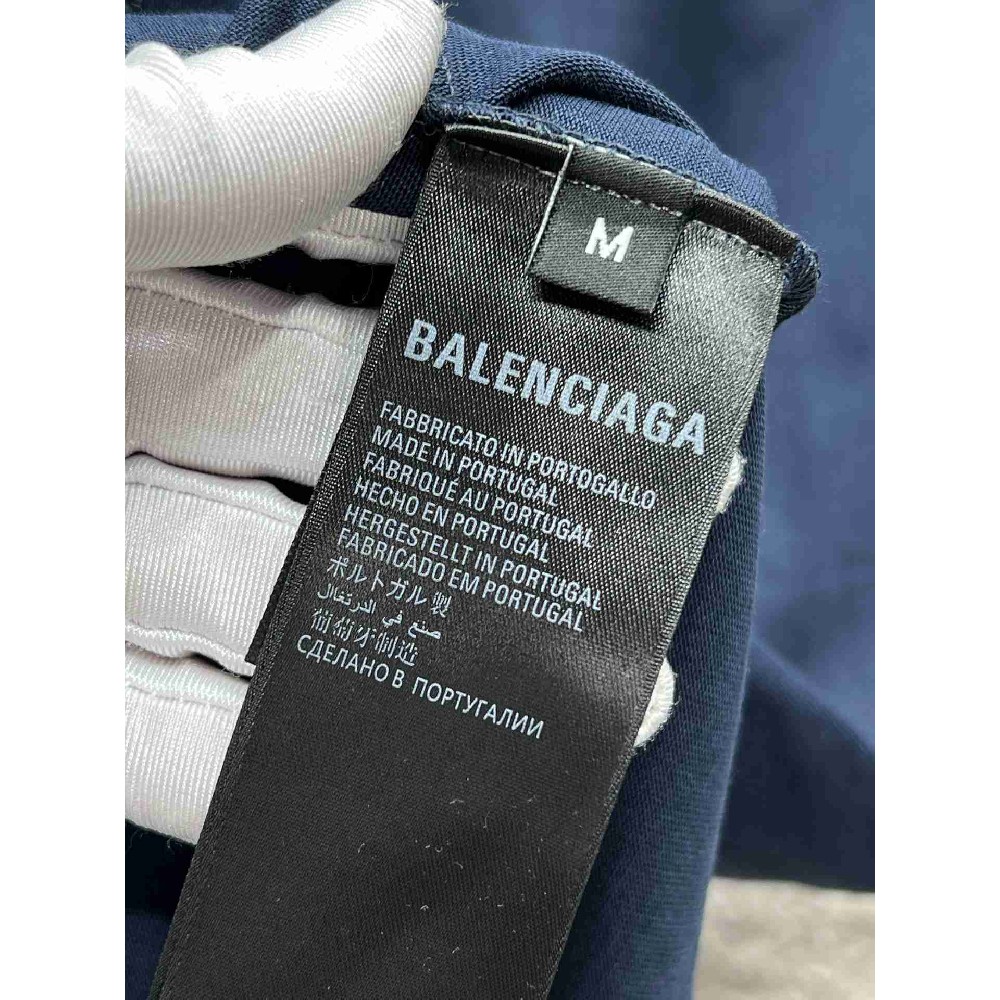 M
BALENCIAGA
FABBRICATO IN PORTOGALLO
MADE IN PORTUGAL
FABRIQUÉ AU PORTUGAL
HECHO EN PORTUGAL
HERGESTELLT IN PORTUGAL
FABRICADO EM PORTUGAL
ポルトガル製
صنع في البرتغال
葡萄牙制造
СДЕЛАНО В ПОРТУГАЛИИ